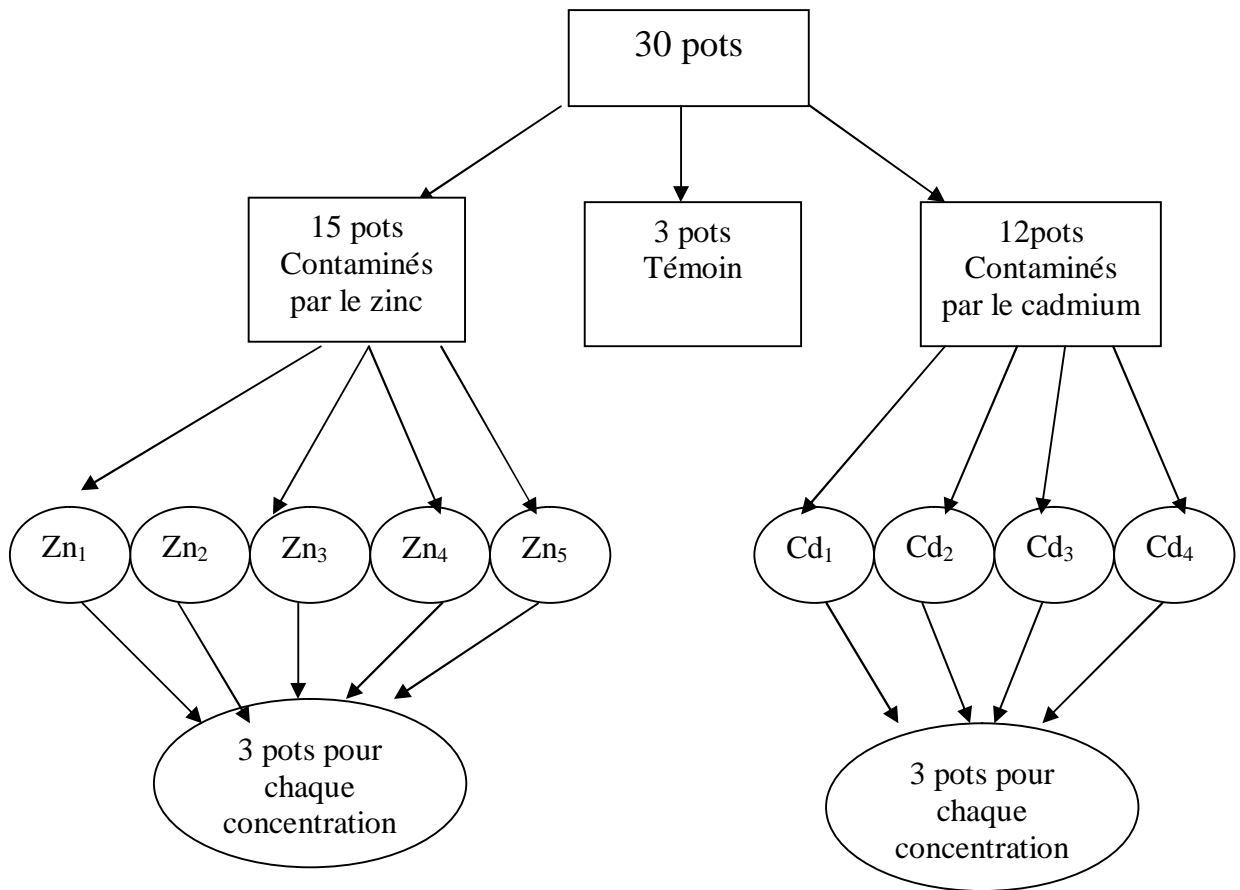 30 pots
15 pots
Contaminés
par le zinc
3 pots
Témoin
12pots
Contaminés
par le cadmium
Zn₁
Zn₂
Zn₃
Zn₄
Zn₅
Cd₁
Cd₂
Cd₃
Cd₄
3 pots pour
chaque
concentration
3 pots pour
chaque
concentration